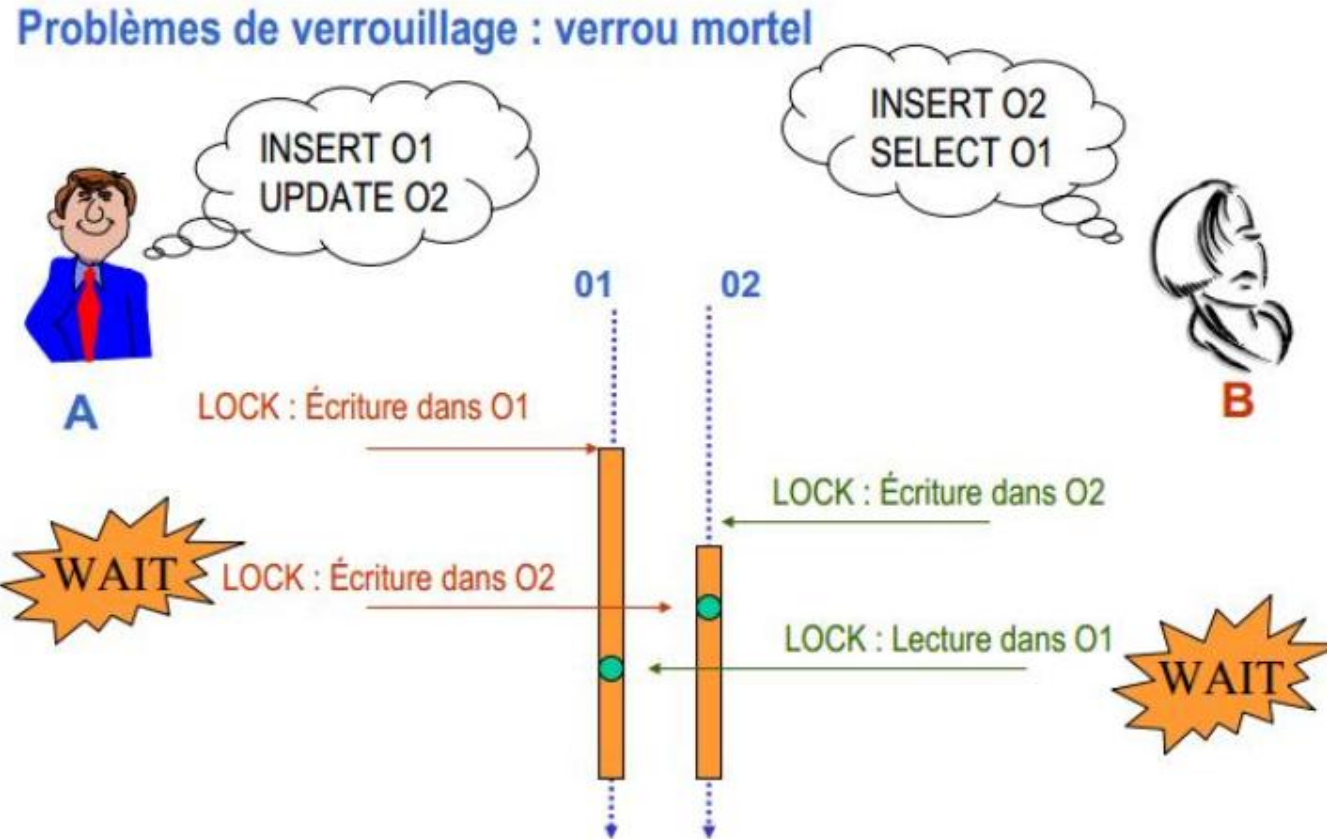 Problèmes de verrouillage : verrou mortel
INSERT O1
UPDATE O2
INSERT O2
SELECT O1
01
02
A
B
LOCK : Écriture dans O1
LOCK : Écriture dans O2
WAIT
LOCK : Écriture dans O2
LOCK : Lecture dans O1
WAIT